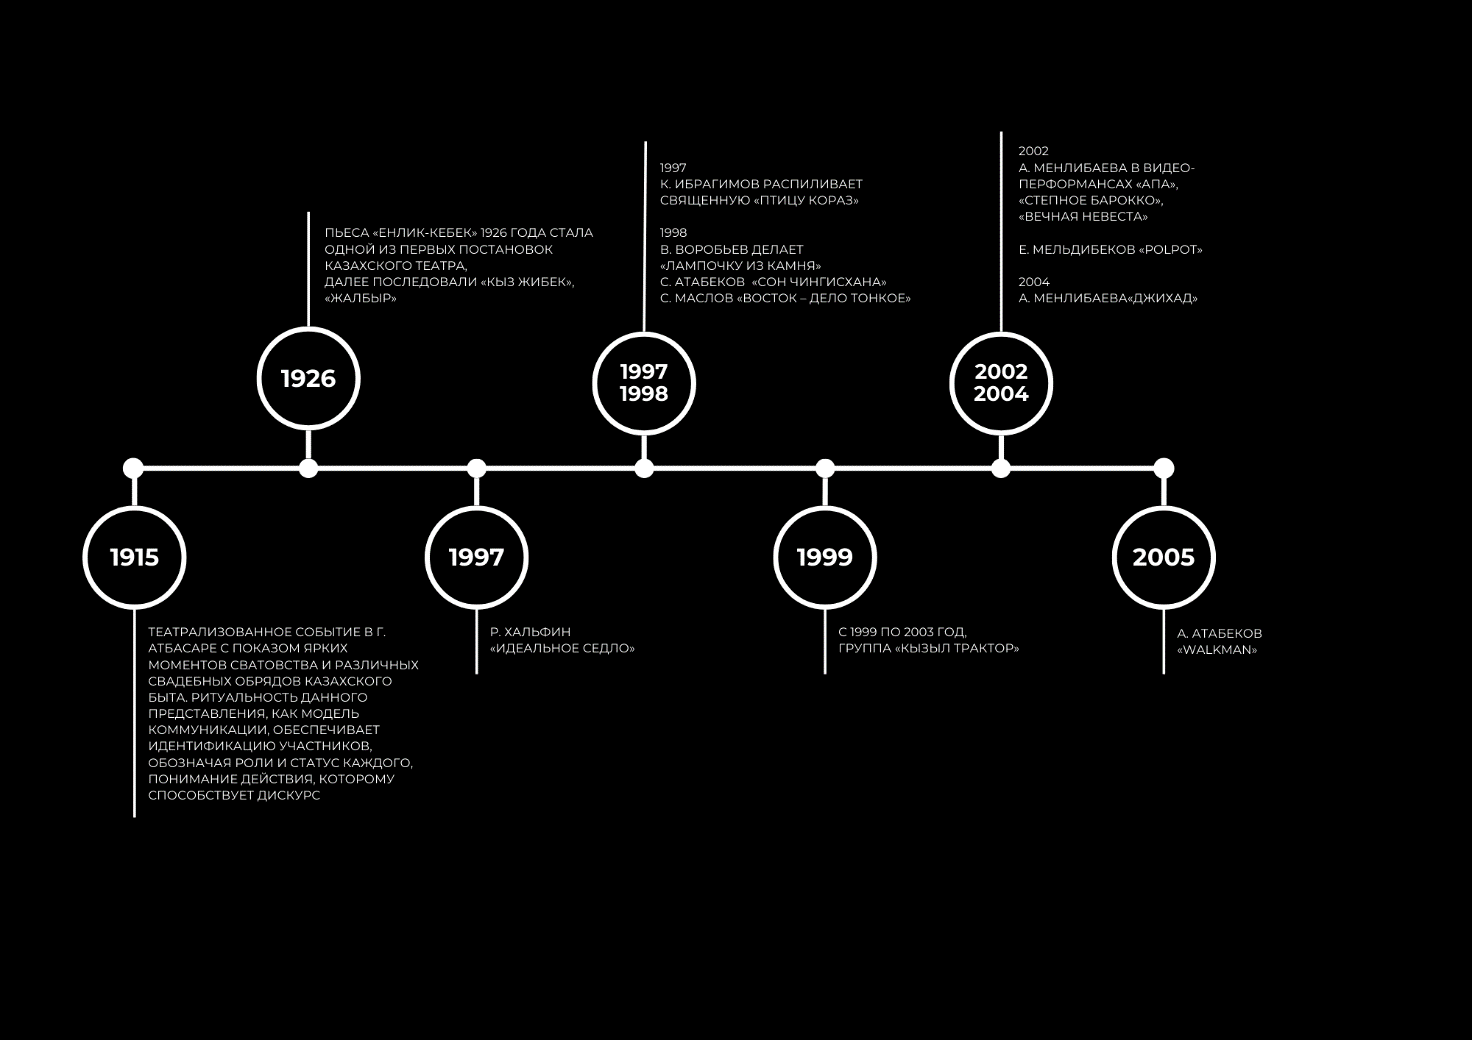 2002
А. МЕНЛИБАЕВА В ВИДЕО-
ПЕРФОРМАНСАХ «АПА»,
«СТЕПНОЕ БАРОККО»,
«ВЕЧНАЯ НЕВЕСТА»
Е. МЕЛЬДИБЕКОВ «POLPOT»
2004
А. МЕНЛИБАЕВА«ДЖИХАД»
1997
К. ИБРАГИМОВ РАСПИЛИВАЕТ
СВЯЩЕННУЮ «ПТИЦУ КОРАЗ»
1998
В. ВОРОБЬЕВ ДЕЛАЕТ
«ЛАМПОЧКУ ИЗ КАМНЯ»
С. АТАБЕКОВ «СОН ЧИНГИСХАНА»
С. МАСЛОВ «ВОСТОК – ДЕЛО ТОНКОЕ»
ПЬЕСА «ЕНЛИК-КЕБЕК» 1926 ГОДА СТАЛА
ОДНОЙ ИЗ ПЕРВЫХ ПОСТАНОВОК
КАЗАХСКОГО ТЕАТРА,
ДАЛЕЕ ПОСЛЕДОВАЛИ «КЫЗ ЖИБЕК»,
«ЖАЛБЫР»
1926
1997
1998
2002
2004
1915
1997
1999
2005
ТЕАТРАЛИЗОВАННОЕ СОБЫТИЕ В Г.
АТБАСАРЕ С ПОКАЗОМ ЯРКИХ
МОМЕНТОВ СВАТОВСТВА И РАЗЛИЧНЫХ
СВАДЕБНЫХ ОБРЯДОВ КАЗАХСКОГО
БЫТА. РИТУАЛЬНОСТЬ ДАННОГО
ПРЕДСТАВЛЕНИЯ, КАК МОДЕЛЬ
КОММУНИКАЦИИ, ОБЕСПЕЧИВАЕТ
ИДЕНТИФИКАЦИЮ УЧАСТНИКОВ,
ОБОЗНАЧАЯ РОЛИ И СТАТУС КАЖДОГО,
ПОНИМАНИЕ ДЕЙСТВИЯ, КОТОРОМУ
СПОСОБСТВУЕТ ДИСКУРС
Р. ХАЛЬФИН
«ИДЕАЛЬНОЕ СЕДЛО»
С 1999 ПО 2003 ГОД,
ГРУППА «КЫЗЫЛ ТРАКТОР»
А. АТАБЕКОВ
«WALKMAN»